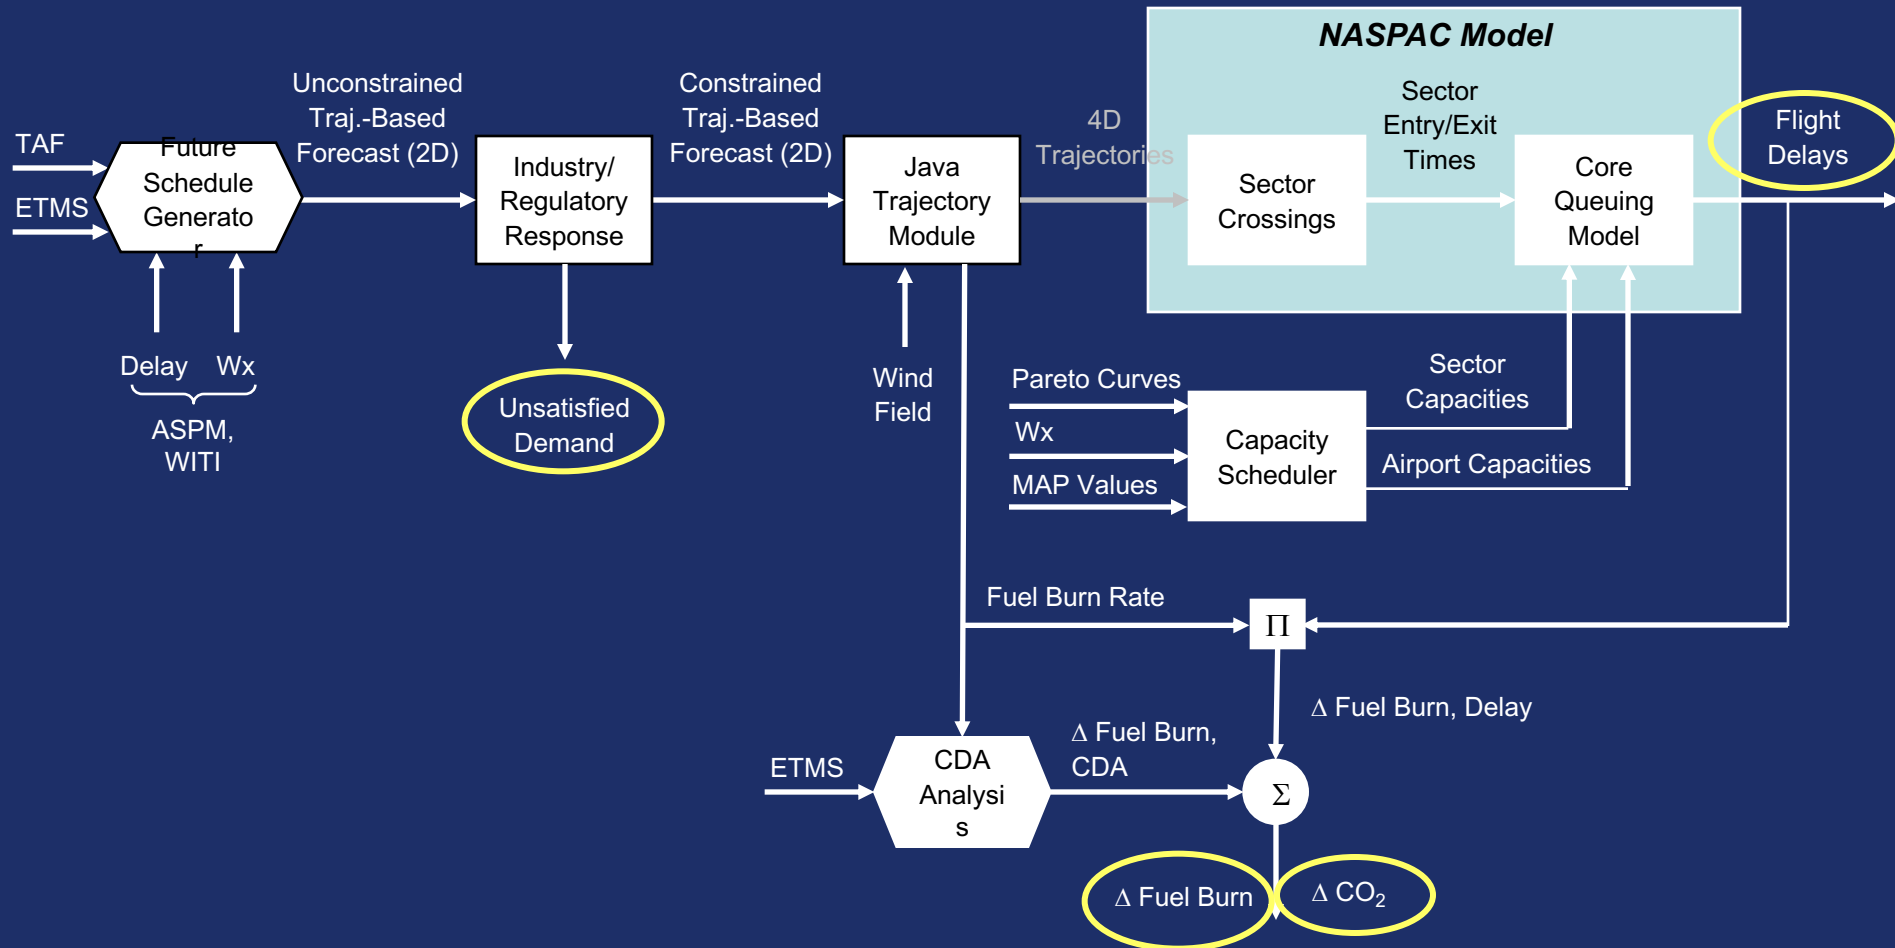 NASPAC Model
Unconstrained
Traj.-Based
Forecast (2D)
Constrained
Traj.-Based
Forecast (2D)
4D
Trajectories
Sector
Entry/Exit
Times
Flight
Delays
TAF
ETMS
Future
Schedule
Generato
r
Industry/
Regulatory
Response
Java
Trajectory
Module
Sector
Crossings
Core
Queuing
Model
Delay
Wx
ASPM,
WITI
Unsatisfied
Demand
Wind
Field
Pareto Curves
Wx
MAP Values
Capacity
Scheduler
Sector
Capacities
Airport Capacities
Fuel Burn Rate
Π
Δ Fuel Burn, Delay
ETMS
CDA
Analysi
s
Δ Fuel Burn,
CDA
Σ
Δ Fuel Burn
Δ CO₂